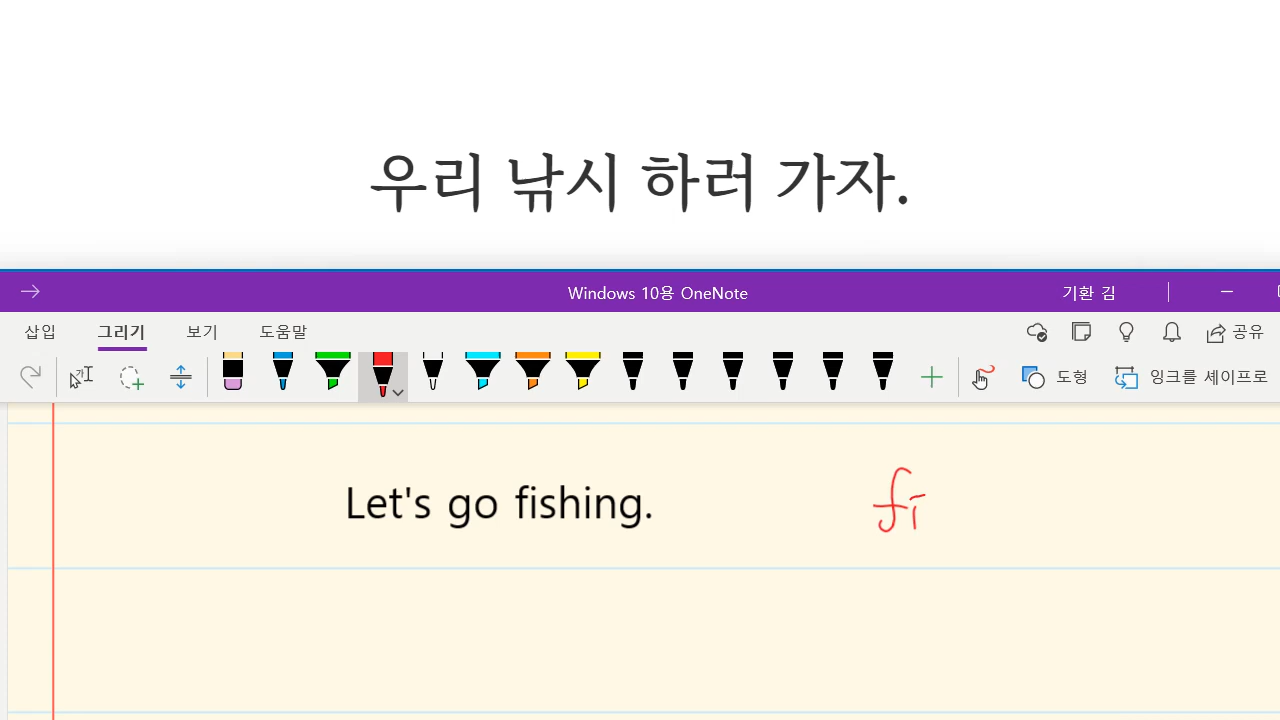 우리 낚시 하러 가자.
Windows 10용 OneNote 기환 김
삽입 그리기 보기 도움말 공유
가 도형 잉크를 셰이프로
Let's go fishing. fi